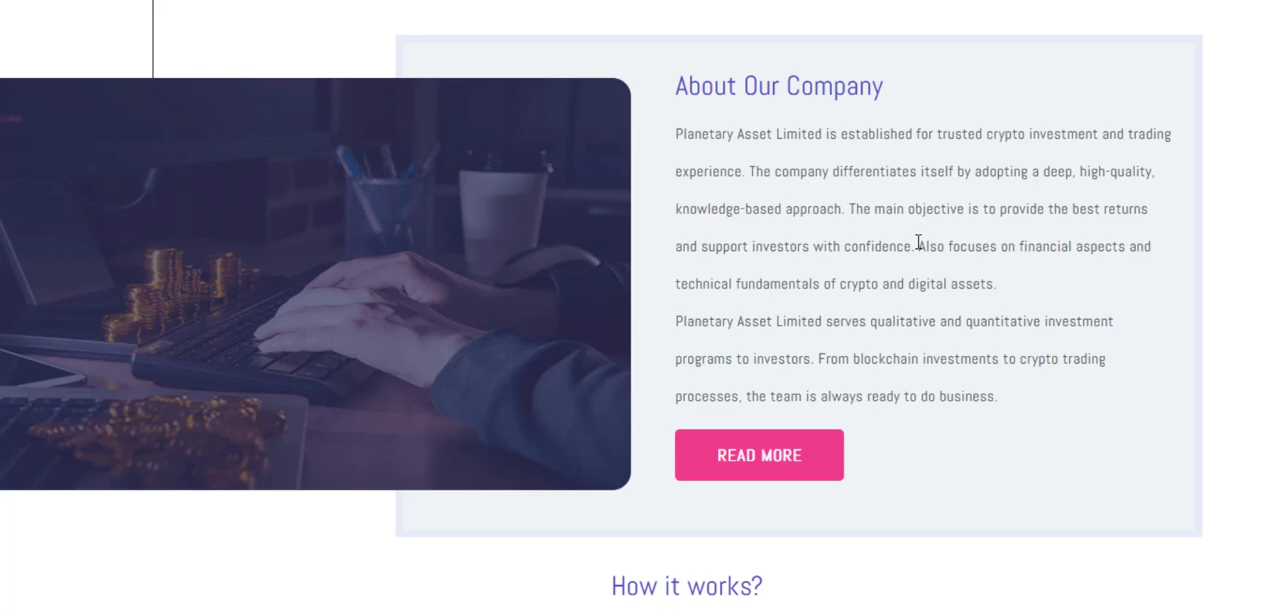 About Our Company
Planetary Asset Limited is established for trusted crypto investment and trading
experience. The company differentiates itself by adopting a deep, high-quality,
knowledge-based approach. The main objective is to provide the best returns
and support investors with confidence. Also focuses on financial aspects and
technical fundamentals of crypto and digital assets.
Planetary Asset Limited serves qualitative and quantitative investment
programs to investors. From blockchain investments to crypto trading
processes, the team is always ready to do business.
READ MORE
How it works?